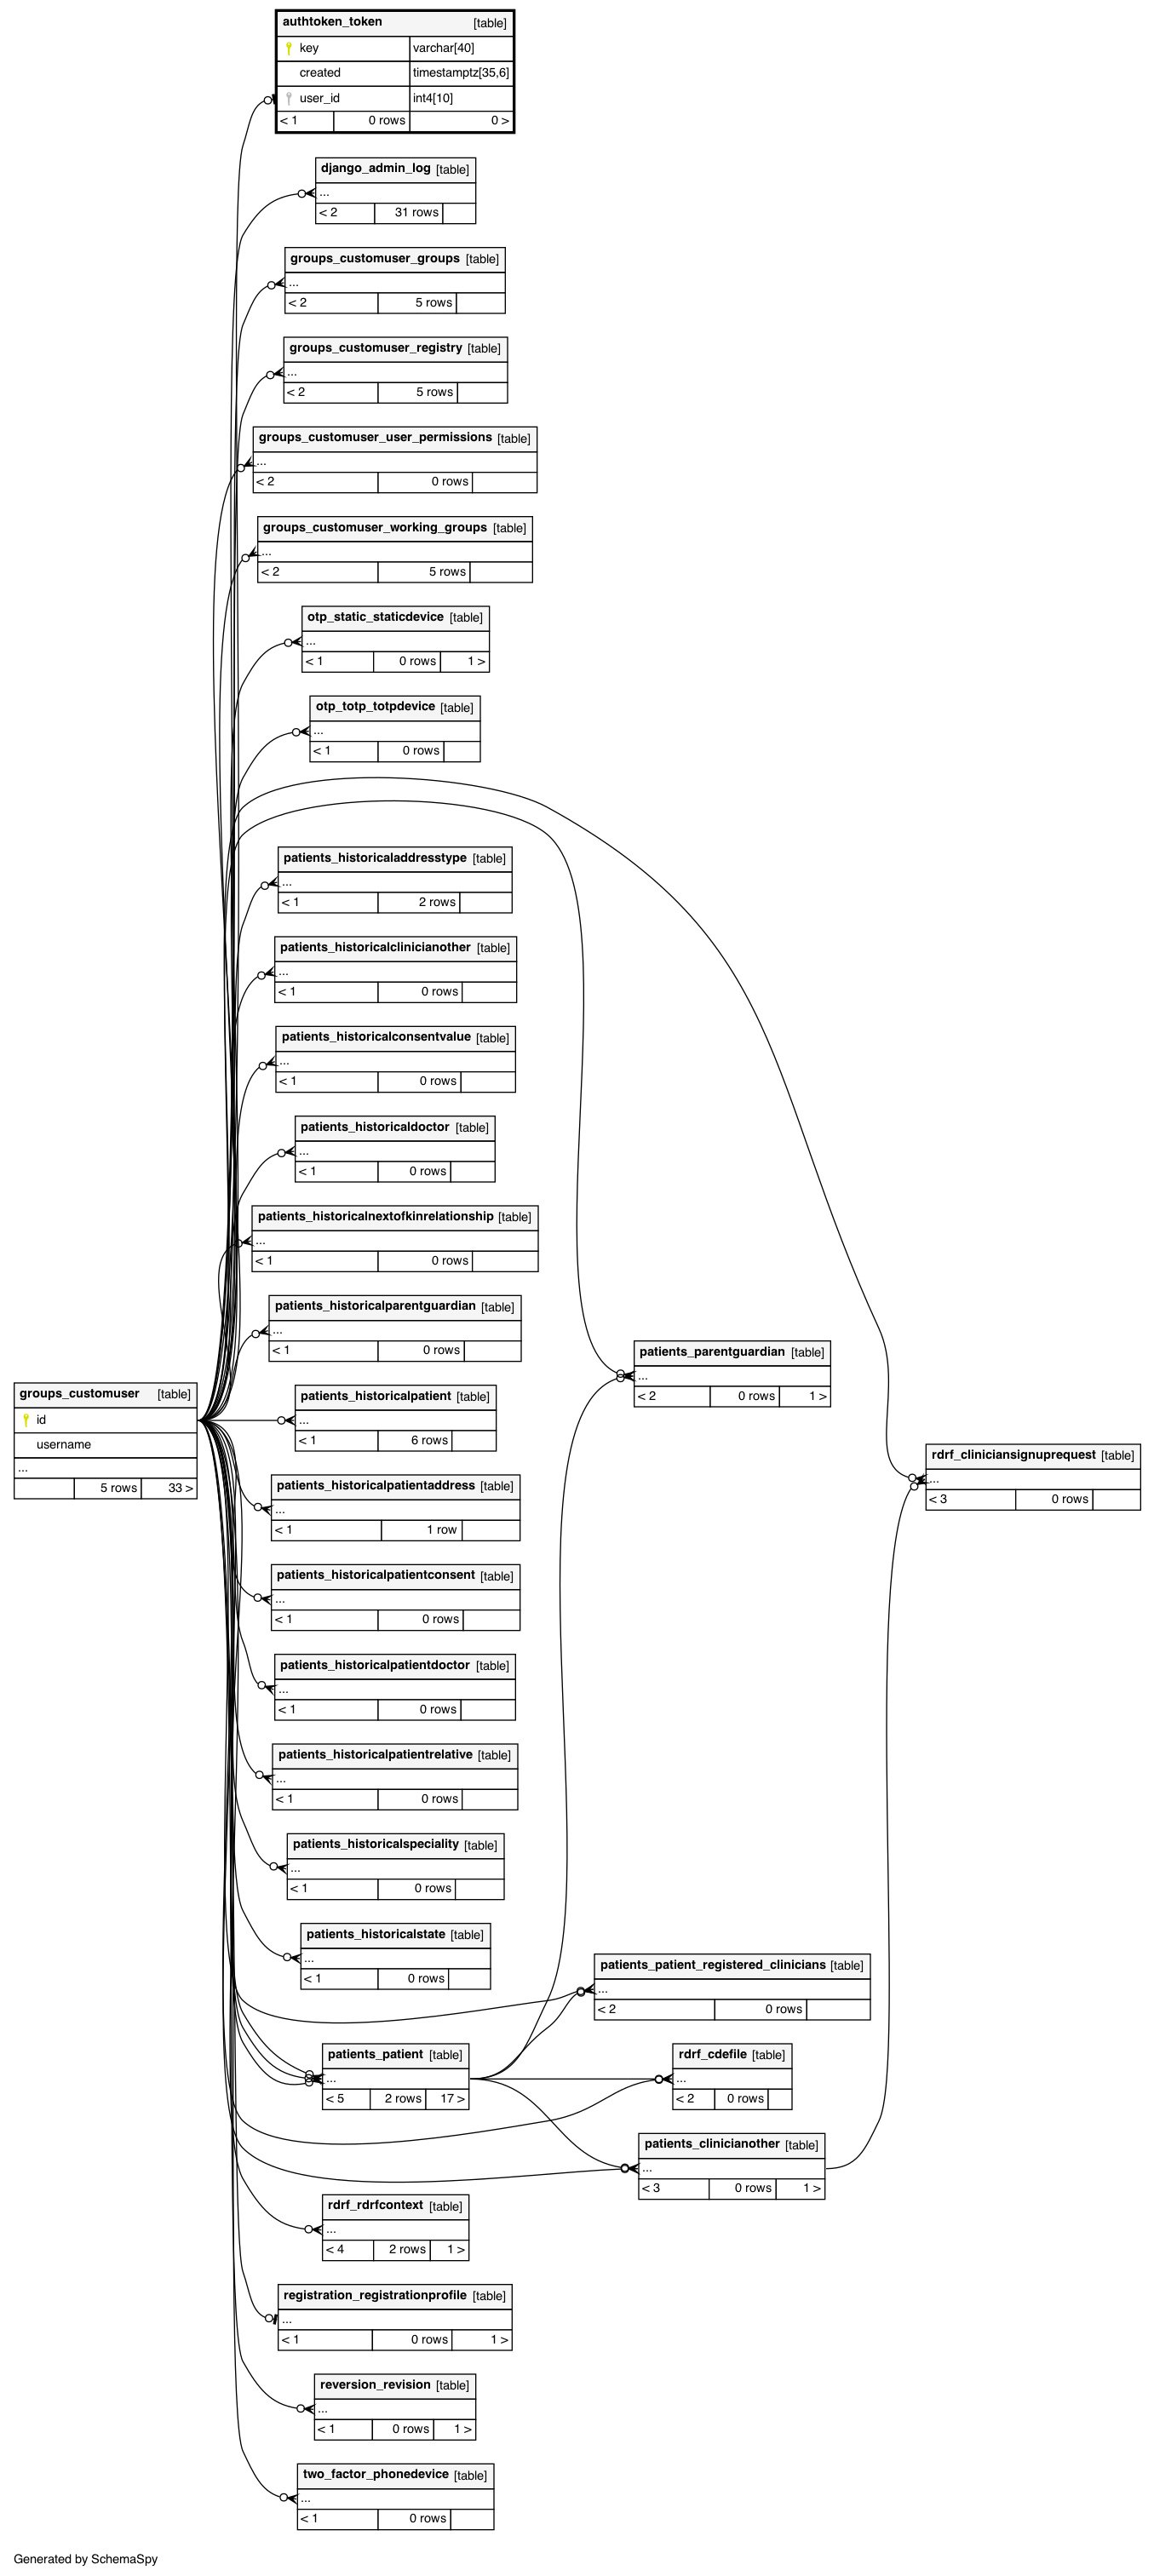 authtoken_token [table]
key varchar[40]
created timestamptz[35,6]
user_id int4[10]
< 1 0 rows 0 >
django_admin_log [table]
...
< 2 31 rows
groups_customuser_groups [table]
...
< 2 5 rows
groups_customuser_registry [table]
...
< 2 5 rows
groups_customuser_user_permissions [table]
...
< 2 0 rows
groups_customuser_working_groups [table]
...
< 2 5 rows
otp_static_staticdevice [table]
...
< 1 0 rows 1 >
otp_totp_totpdevice [table]
...
< 1 0 rows
patients_historicaladdresstype [table]
...
< 1 2 rows
patients_historicalclinicianother [table]
...
< 1 0 rows
patients_historicalconsentvalue [table]
...
< 1 0 rows
patients_historicaldoctor [table]
...
< 1 0 rows
patients_historicalnextofkinrelationship [table]
...
< 1 0 rows
patients_historicalparentguardian [table]
...
< 1 0 rows
patients_parentguardian [table]
...
< 2 0 rows 1 >
groups_customuser [table]
id
username
...
5 rows 33 >
patients_historicalpatient [table]
...
< 1 6 rows
rdrf_cliniciansignuprequest [table]
...
< 3 0 rows
patients_historicalpatientaddress [table]
...
< 1 1 row
patients_historicalpatientconsent [table]
...
< 1 0 rows
patients_historicalpatientdoctor [table]
...
< 1 0 rows
patients_historicalpatientrelative [table]
...
< 1 0 rows
patients_historicalspeciality [table]
...
< 1 0 rows
patients_historicalstate [table]
...
< 1 0 rows
patients_patient_registered_clinicians [table]
...
< 2 0 rows
patients_patient [table]
...
< 5 2 rows 17 >
rdrf_cdefile [table]
...
< 2 0 rows
patients_clinicianother [table]
...
< 3 0 rows 1 >
rdrf_rdrfcontext [table]
...
< 4 2 rows 1 >
registration_registrationprofile [table]
...
< 1 0 rows 1 >
reversion_revision [table]
...
< 1 0 rows 1 >
two_factor_phonedevice [table]
...
< 1 0 rows
Generated by SchemaSpy